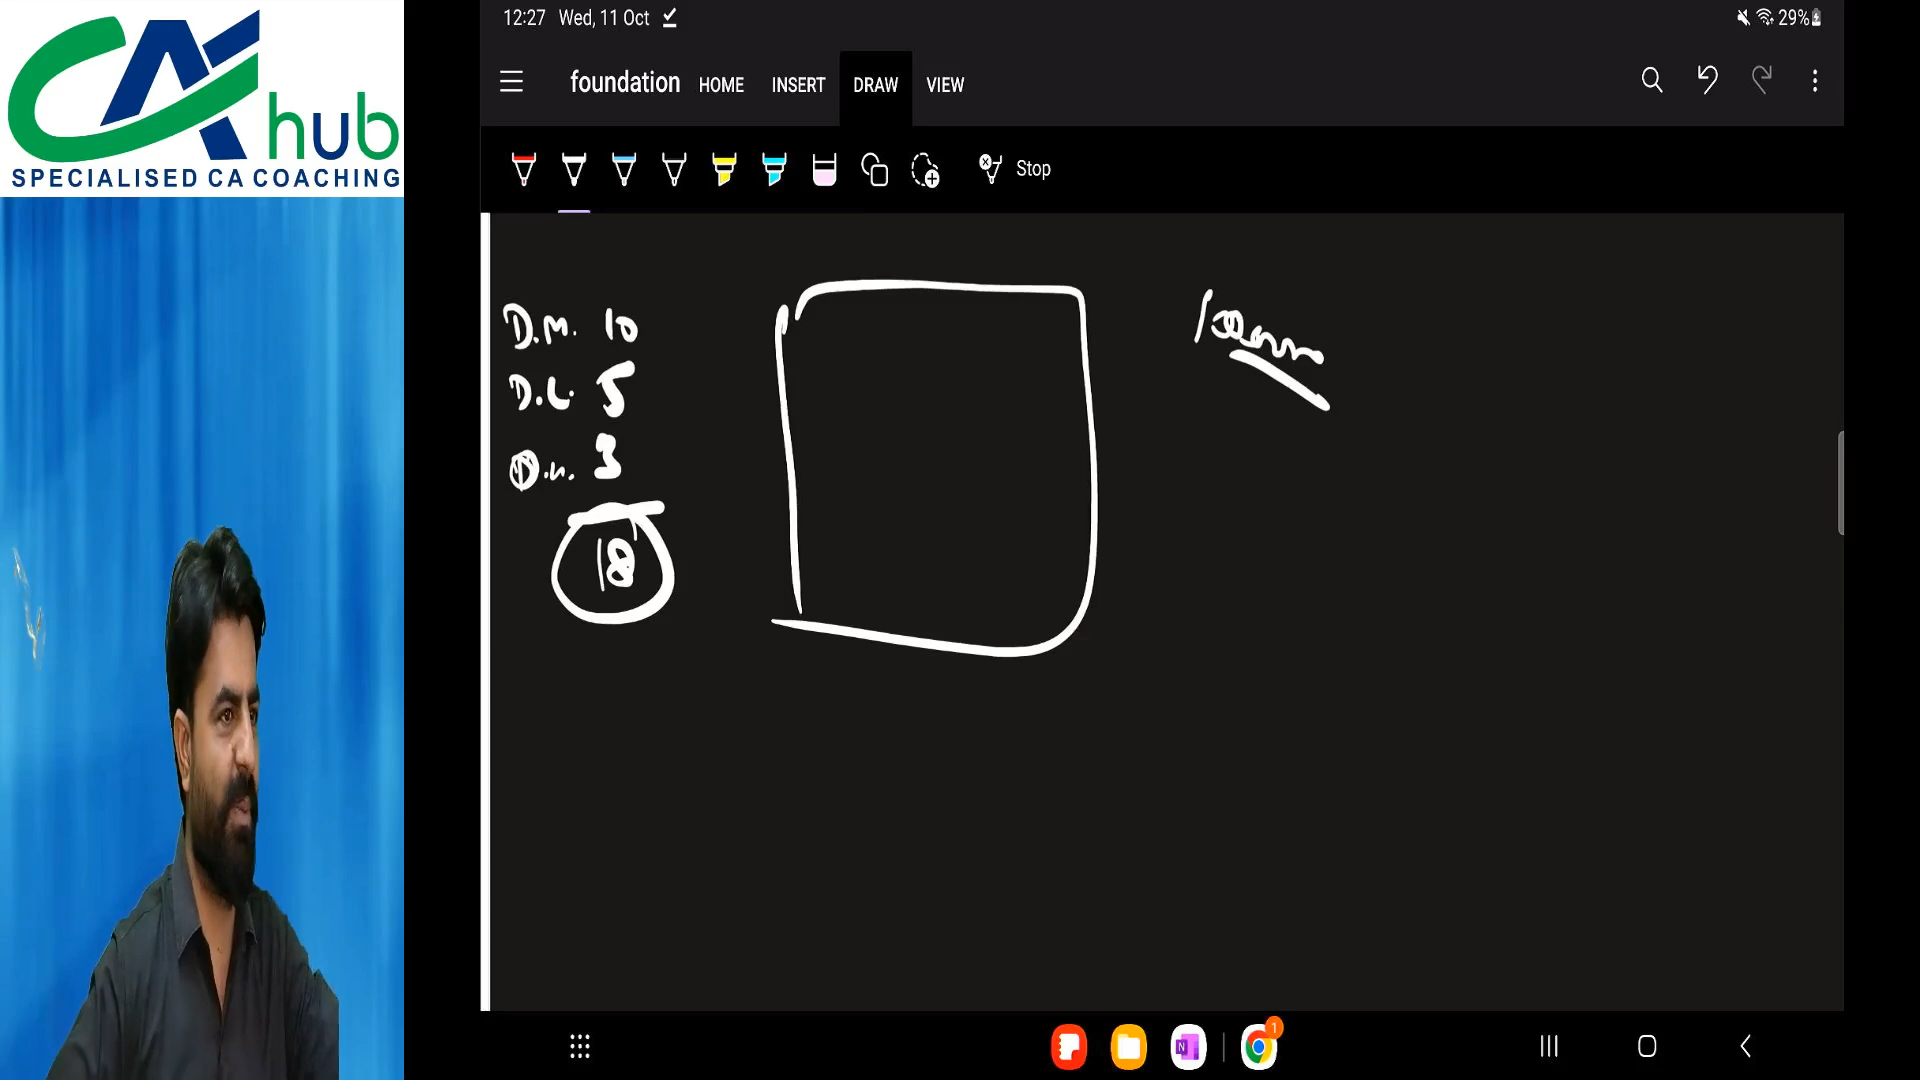 CA hub
SPECIALISED CA COACHING
12:27 Wed, 11 Oct
29%
foundation HOME INSERT DRAW VIEW
Stop
D.M. 10
D.L. 5
3
18
1